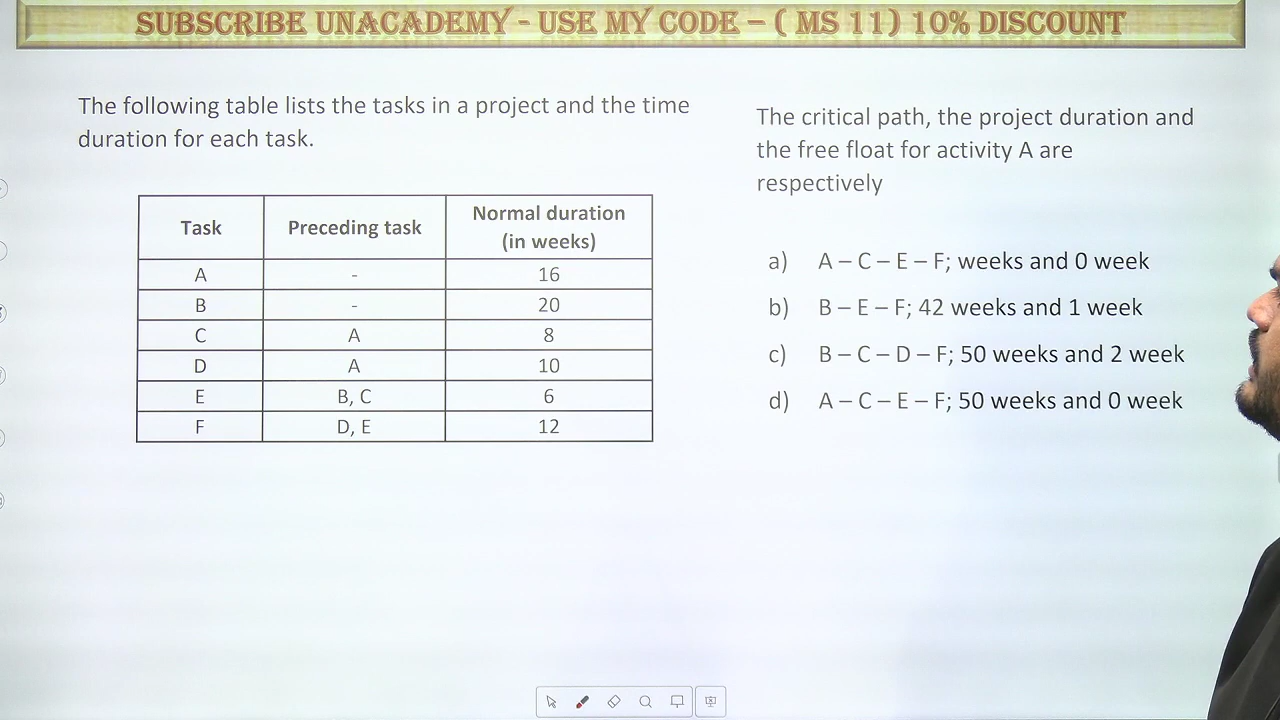 SUBSCRIBE UNACADEMY - USE MY CODE – ( MS 11) 10% DISCOUNT
The following table lists the tasks in a project and the time
duration for each task.
Task Preceding task Normal duration
(in weeks)
A - 16
B - 20
C A 8
D A 10
E B, C 6
F D, E 12
The critical path, the project duration and
the free float for activity A are
respectively
a) A – C – E – F; weeks and 0 week
b) B – E – F; 42 weeks and 1 week
c) B – C – D – F; 50 weeks and 2 week
d) A – C – E – F; 50 weeks and 0 week